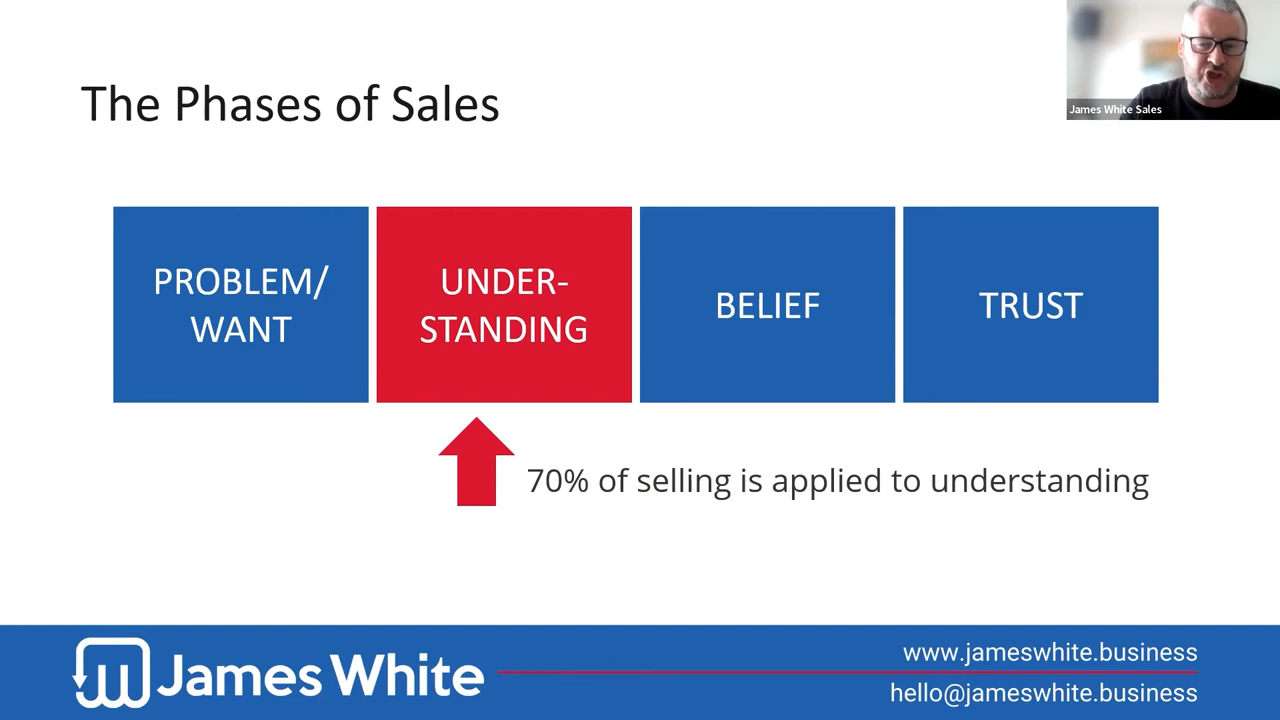 The Phases of Sales
James White Sales
PROBLEM/
WANT
UNDER-
STANDING
BELIEF
TRUST
70% of selling is applied to understanding
James White
www.jameswhite.business
hello@jameswhite.business